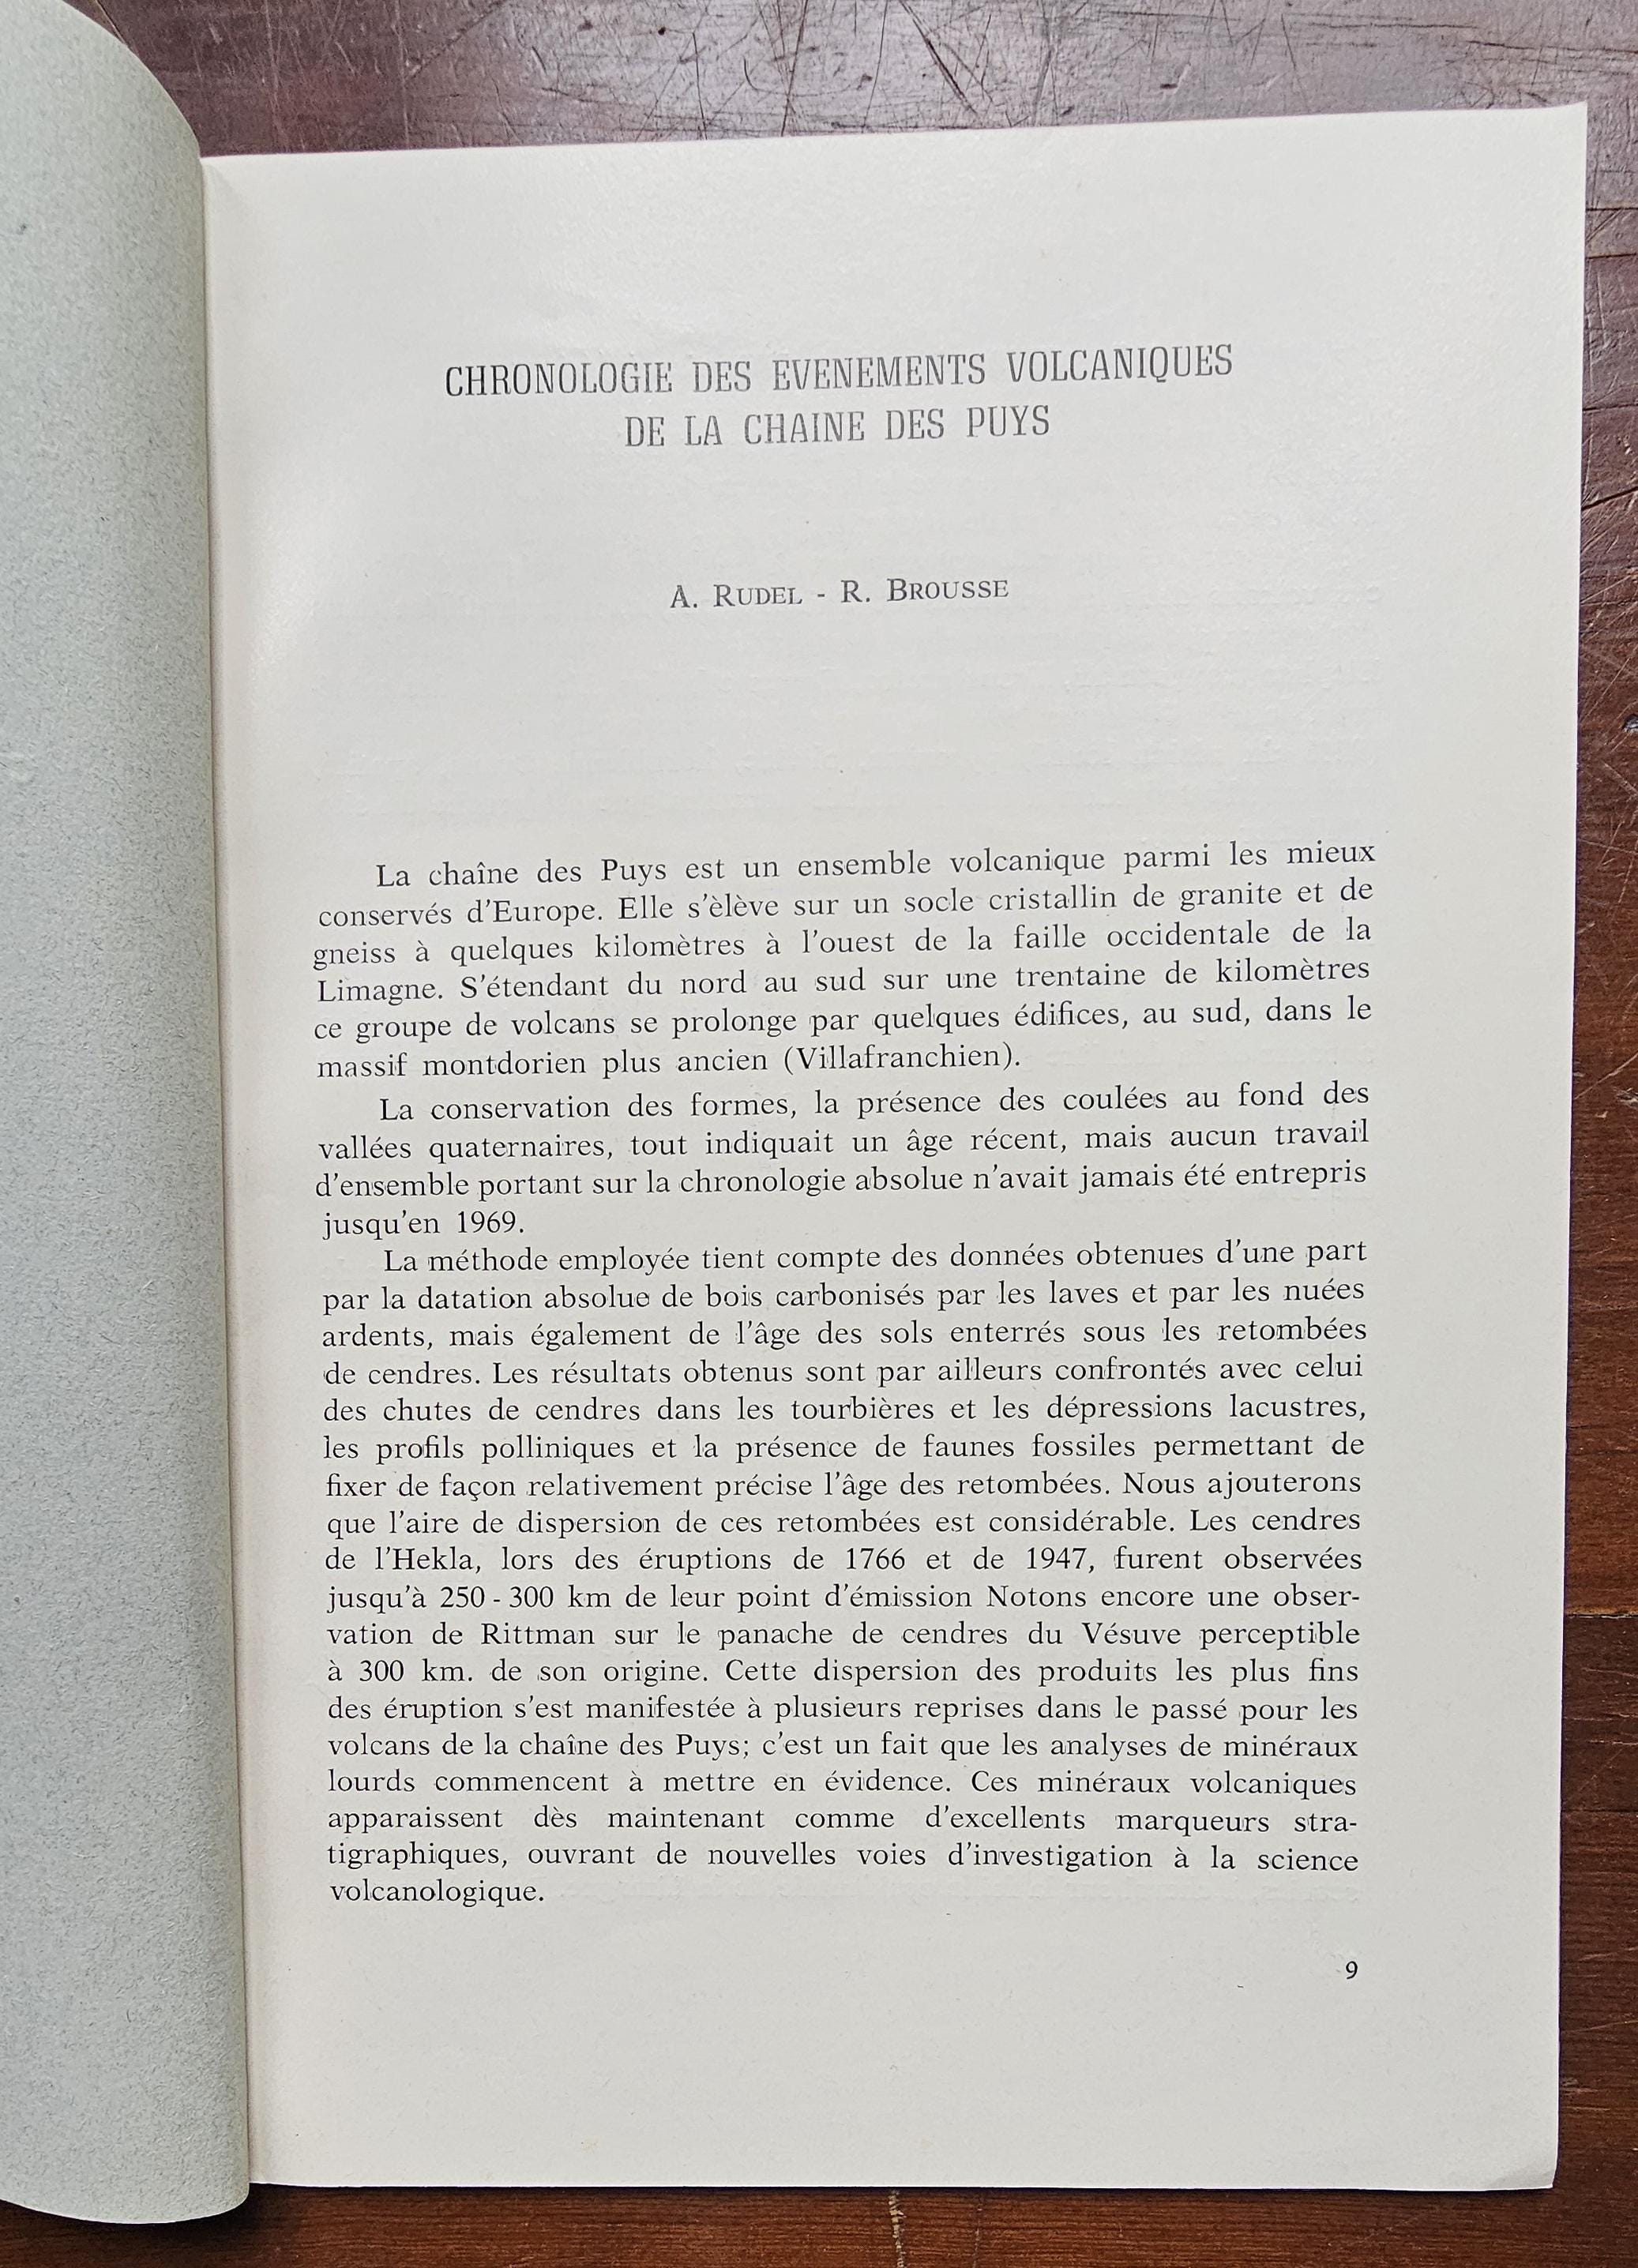 CHRONOLOGIE DES EVENEMENTS VOLCANIQUES
DE LA CHAINE DES PUYS
A. RUDEL - R. BROUSSE
La chaîne des Puys est un ensemble volcanique parmi les mieux
conservés d'Europe. Elle s'èlève sur un socle cristallin de granite et de
gneiss à quelques kilomètres à l'ouest de la faille occidentale de la
Limagne. S'étendant du nord au sud sur une trentaine de kilomètres
ce groupe de volcans se prolonge par quelques édifices, au sud, dans le
massif montdorien plus ancien (Villafranchien).
La conservation des formes, la présence des coulées au fond des
vallées quaternaires, tout indiquait un âge récent, mais aucun travail
d'ensemble portant sur la chronologie absolue n'avait jamais été entrepris
jusqu'en 1969.
La méthode employée tient compte des données obtenues d'une part
par la datation absolue de bois carbonisés par les laves et par les nuées
ardents, mais également de l'âge des sols enterrés sous les retombées
de cendres. Les résultats obtenus sont par ailleurs confrontés avec celui
des chutes de cendres dans les tourbières et les dépressions lacustres,
les profils polliniques et la présence de faunes fossiles permettant de
fixer de façon relativement précise l'âge des retombées. Nous ajouterons
que l'aire de dispersion de ces retombées est considérable. Les cendres
de l'Hekla, lors des éruptions de 1766 et de 1947, furent observées
jusqu'à 250 - 300 km de leur point d'émission Notons encore une obser-
vation de Rittman sur le panache de cendres du Vésuve perceptible
à 300 km. de son origine. Cette dispersion des produits les plus fins
des éruption s'est manifestée à plusieurs reprises dans le passé pour les
volcans de la chaîne des Puys; c'est un fait que les analyses de minéraux
lourds commencent à mettre en évidence. Ces minéraux volcaniques
apparaissent dès maintenant comme d'excellents marqueurs stra-
tigraphiques, ouvrant de nouvelles voies d'investigation à la science
volcanologique.
9